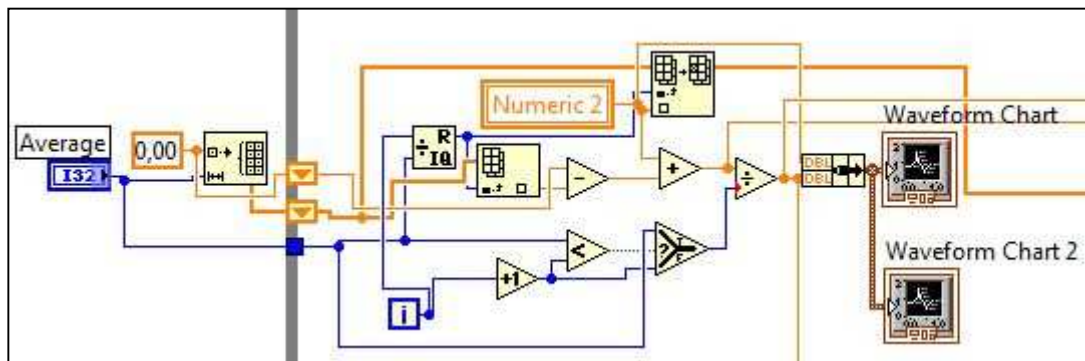 Average
I32
0,00
R
IQ
Numeric 2
-
+
÷
<
+1
?
T
F
i
DBL
DBL
Waveform Chart
Waveform Chart 2